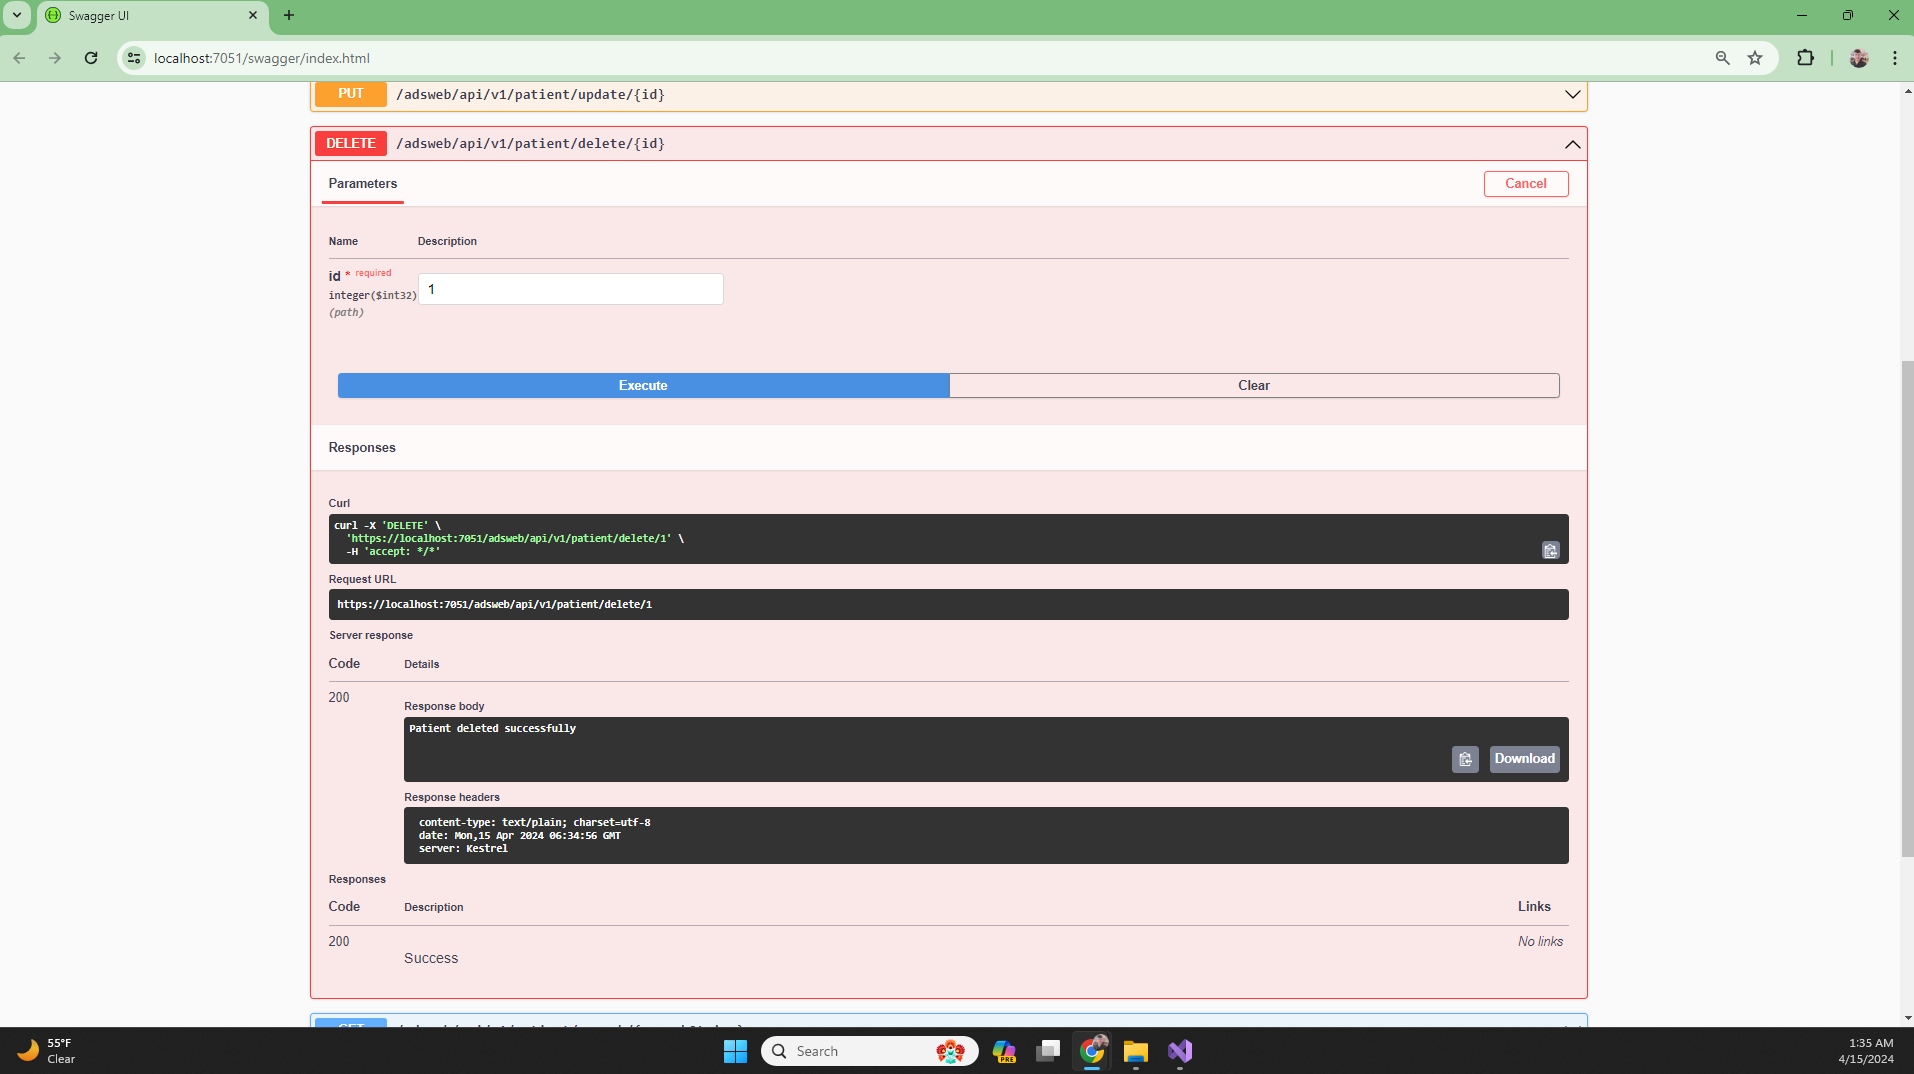 Swagger UI
localhost:7051/swagger/index.html
PUT /adsweb/api/v1/patient/update/{id}
DELETE /adsweb/api/v1/patient/delete/{id}
Parameters
Cancel
Name Description
id * required
integer($int32)
(path)
1
Execute
Clear
Responses
Curl
curl -X 'DELETE' \
'https://localhost:7051/adsweb/api/v1/patient/delete/1' \
-H 'accept: */*'
Request URL
https://localhost:7051/adsweb/api/v1/patient/delete/1
Server response
Code Details
200
Response body
Patient deleted successfully
Download
Response headers
content-type: text/plain; charset=utf-8
date: Mon,15 Apr 2024 06:34:56 GMT
server: Kestrel
Responses
Code Description Links
200 No links
Success
GET
55°F
Clear
Search
PRE
1:35 AM
4/15/2024